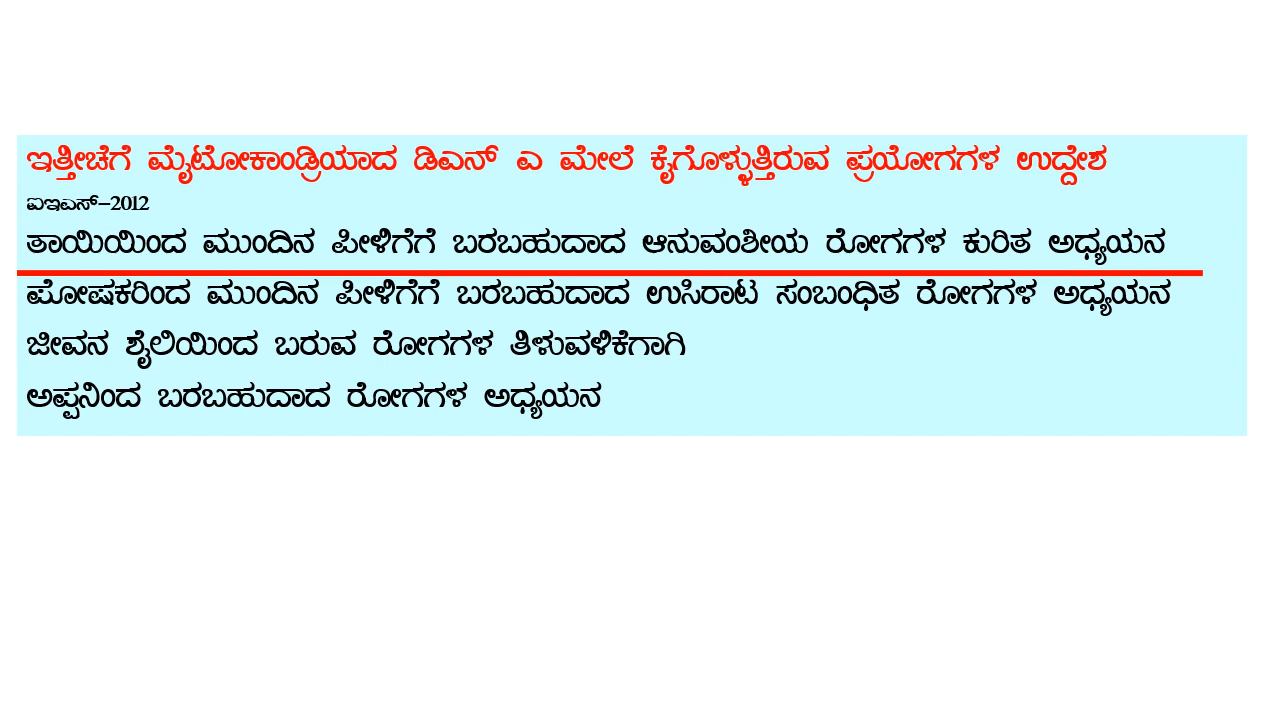 ಇತ್ತೀಚೆಗೆ ಮೈಟೋಕಾಂಡ್ರಿಯಾದ ಡಿಎನ್ ಎ ಮೇಲೆ ಕೈಗೊಳ್ಳುತ್ತಿರುವ ಪ್ರಯೋಗಗಳ ಉದ್ದೇಶ
ಐಇಎಸ್–2012
ತಾಯಿಯಿಂದ ಮುಂದಿನ ಪೀಳಿಗೆಗೆ ಬರಬಹುದಾದ ಆನುವಂಶೀಯ ರೋಗಗಳ ಕುರಿತ ಅಧ್ಯಯನ
ಪೋಷಕರಿಂದ ಮುಂದಿನ ಪೀಳಿಗೆಗೆ ಬರಬಹುದಾದ ಉಸಿರಾಟ ಸಂಬಂಧಿತ ರೋಗಗಳ ಅಧ್ಯಯನ
ಜೀವನ ಶೈಲಿಯಿಂದ ಬರುವ ರೋಗಗಳ ತಿಳುವಳಿಕೆಗಾಗಿ
ಅಪ್ಪನಿಂದ ಬರಬಹುದಾದ ರೋಗಗಳ ಅಧ್ಯಯನ